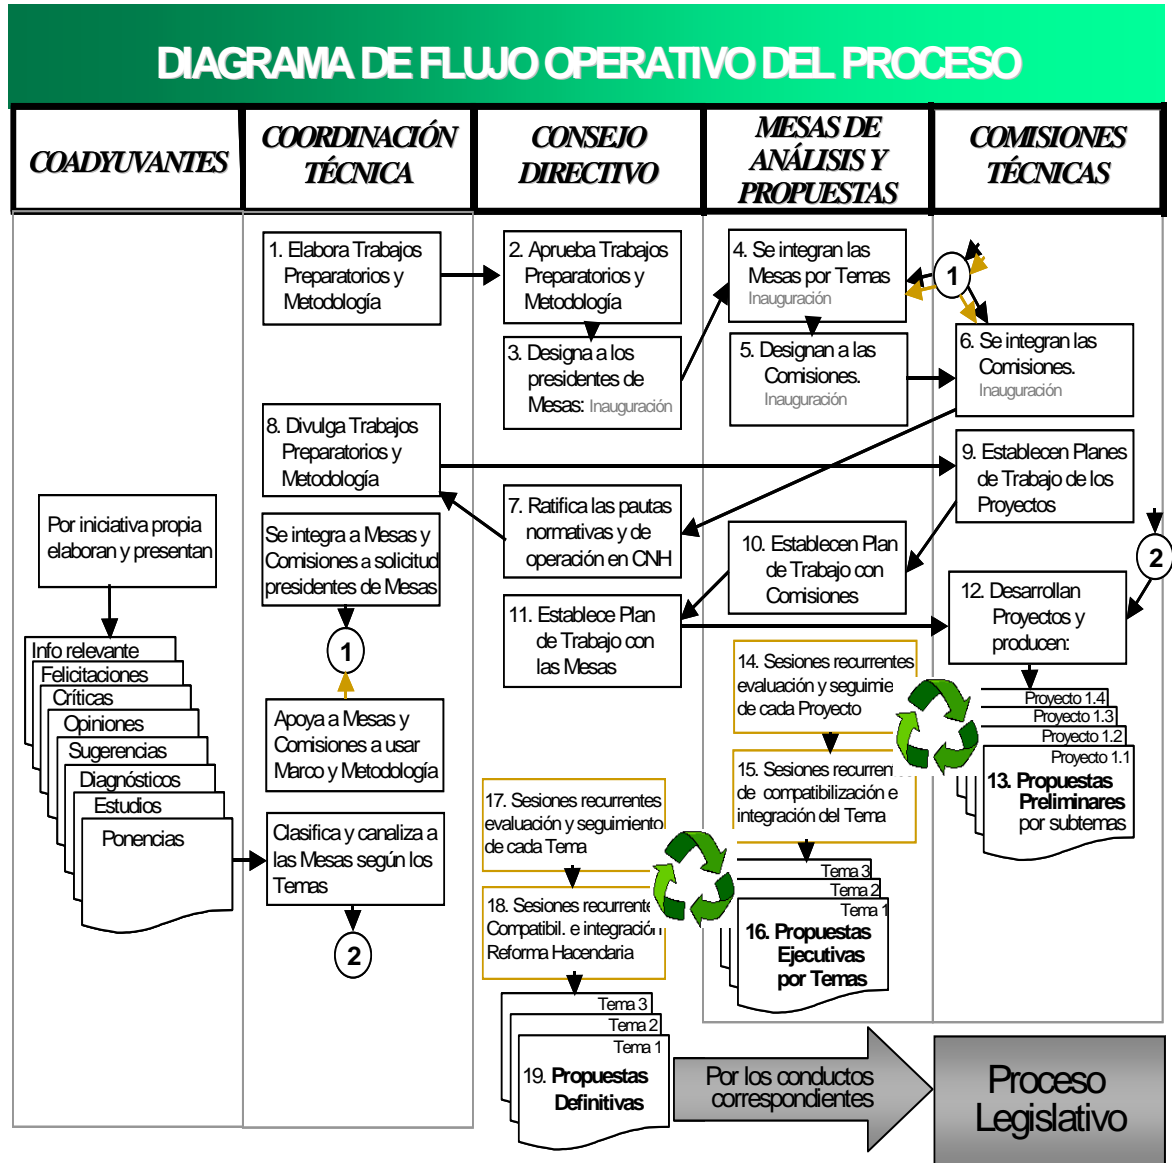 DIAGRAMA DE FLUJO OPERATIVO DEL PROCESO
COADYUVANTES
COORDINACIÓN
TÉCNICA
CONSEJO
DIRECTIVO
MESAS DE
ANÁLISIS Y
PROPUESTAS
COMISIONES
TÉCNICAS
1. Elabora Trabajos
Preparatorios y
Metodología
2. Aprueba Trabajos
Preparatorios y
Metodología
3. Designa a los
presidentes de
Mesas: Inauguración
4. Se integran las
Mesas por Temas
Inauguración
1
5. Designan a las
Comisiones.
Inauguración
6. Se integran las
Comisiones.
Inauguración
8. Divulga Trabajos
Preparatorios y
Metodología
9. Establecen Planes
de Trabajo de los
Proyectos
7. Ratifica las pautas
normativas y de
operación en CNH
Por iniciativa propia
elaboran y presentan
Se integra a Mesas y
Comisiones a solicitud
presidentes de Mesas
10. Establecen Plan
de Trabajo con
Comisiones
2
11. Establece Plan
de Trabajo con
las Mesas
12. Desarrollan
Proyectos y
producen:
1
Info relevante
Felicitaciones
Críticas
Opiniones
Sugerencias
Diagnósticos
Estudios
Ponencias
Apoya a Mesas y
Comisiones a usar
Marco y Metodología
Clasifica y canaliza a
las Mesas según los
Temas
2
14. Sesiones recurrentes
evaluación y seguimie
de cada Proyecto
15. Sesiones recurrent
de compatibilización e
integración del Tema
Proyecto 1.4
Proyecto 1.3
Proyecto 1.2
Proyecto 1.1
13. Propuestas
Preliminares
por subtemas
17. Sesiones recurrentes
evaluación y seguimiento
de cada Tema
18. Sesiones recurrente
Compatibil. e integración
Reforma Hacendaria
Tema 3
Tema 2
Tema 1
16. Propuestas
Ejecutivas
por Temas
Tema 3
Tema 2
Tema 1
19. Propuestas
Definitivas
Por los conductos
correspondientes
Proceso
Legislativo